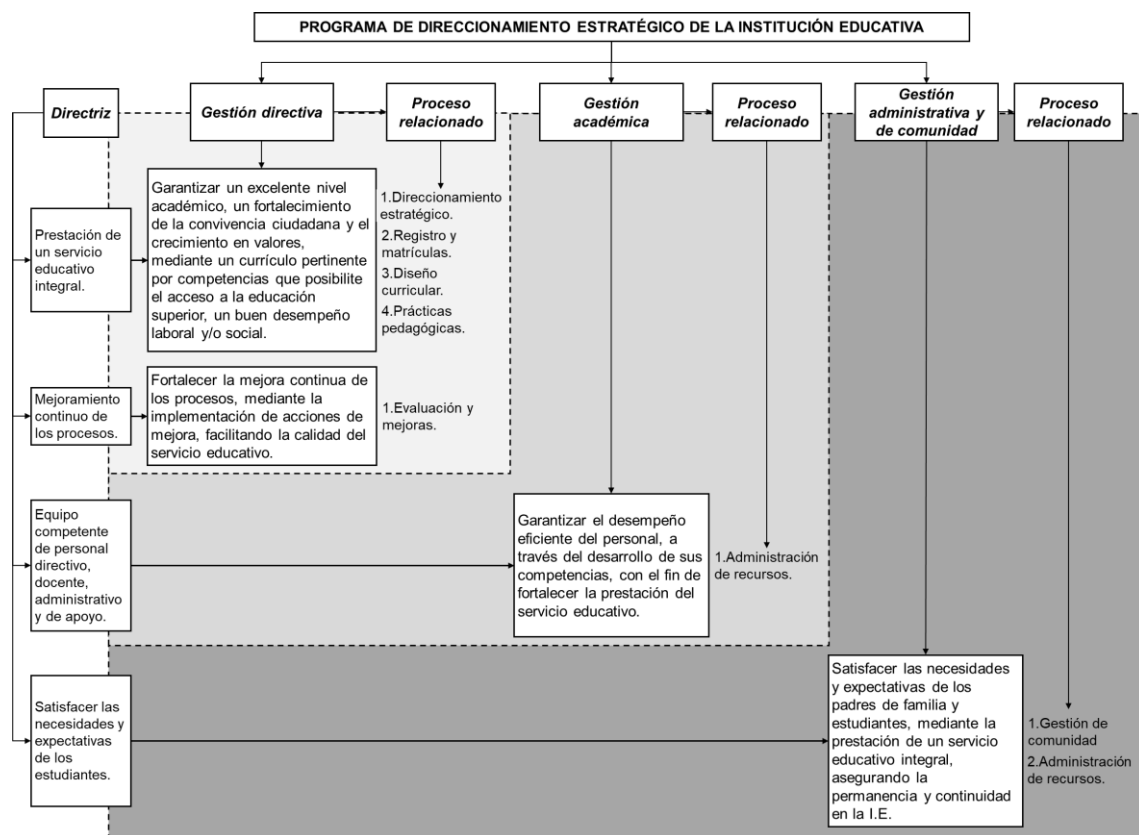 PROGRAMA DE DIRECCIONAMIENTO ESTRATÉGICO DE LA INSTITUCIÓN EDUCATIVA
Directriz
Gestión directiva
Proceso
relacionado
Gestión
académica
Proceso
relacionado
Gestión
administrativa y
de comunidad
Proceso
relacionado
Prestación de
un servicio
educativo
integral.
Garantizar un excelente nivel
académico, un fortalecimiento
de la convivencia ciudadana y el
crecimiento en valores,
mediante un currículo pertinente
por competencias que posibilite
el acceso a la educación
superior, un buen desempeño
laboral y/o social.
1.Direccionamiento
estratégico.
2.Registro y
matrículas.
3.Diseño
curricular.
4.Prácticas
pedagógicas.
Mejoramiento
continuo de
los procesos.
Fortalecer la mejora continua de
los procesos, mediante la
implementación de acciones de
mejora, facilitando la calidad del
servicio educativo.
1.Evaluación y
mejoras.
Equipo
competente
de personal
directivo,
docente,
administrativo
y de apoyo.
Garantizar el desempeño
eficiente del personal, a
través del desarrollo de sus
competencias, con el fin de
fortalecer la prestación del
servicio educativo.
1.Administración
de recursos.
Satisfacer las
necesidades y
expectativas
de los
estudiantes.
Satisfacer las necesidades
y expectativas de los
padres de familia y
estudiantes, mediante la
prestación de un servicio
educativo integral,
asegurando la
permanencia y continuidad
en la I.E.
1.Gestión de
comunidad
2.Administración
de recursos.